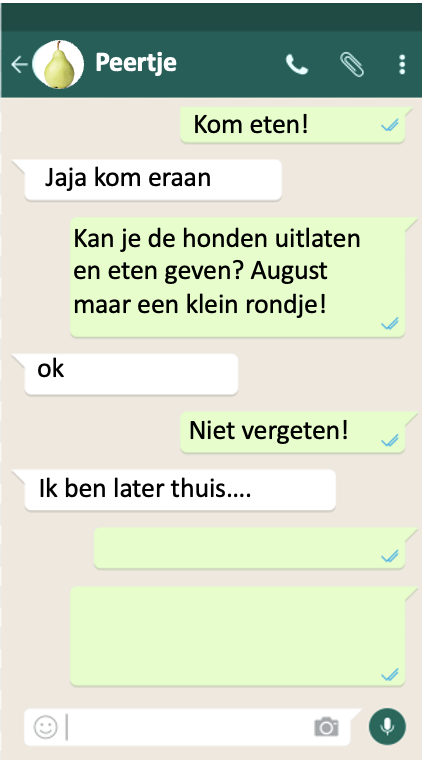 Peertje
Kom eten!
Jaja kom eraan
Kan je de honden uitlaten
en eten geven? August
maar een klein rondje!
ok
Niet vergeten!
Ik ben later thuis....